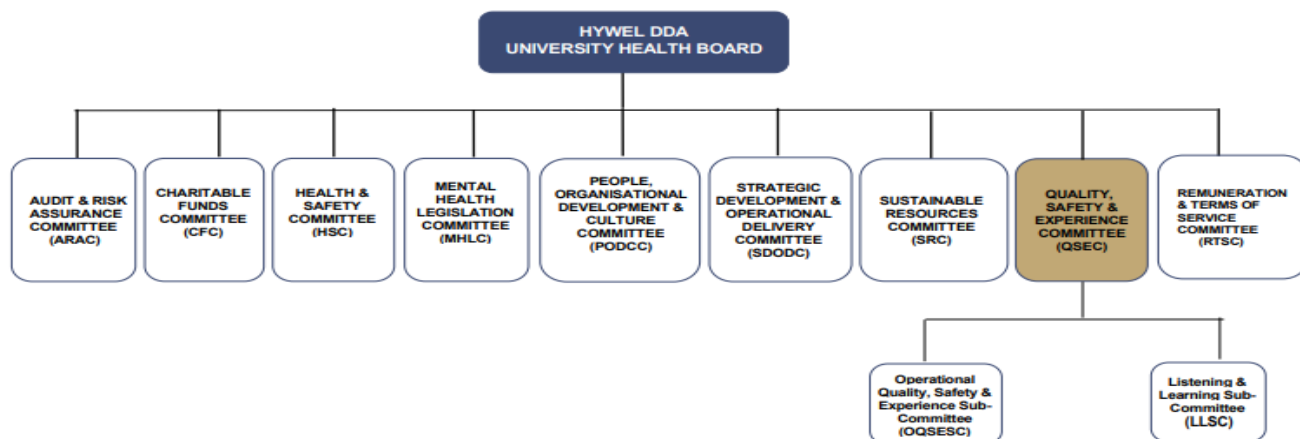 HYWEL DDA
UNIVERSITY HEALTH BOARD
AUDIT & RISK
ASSURANCE
COMMITTEE
(ARAC)
CHARITABLE
FUNDS
COMMITTEE
(CFC)
HEALTH &
SAFETY
COMMITTEE
(HSC)
MENTAL
HEALTH
LEGISLATION
COMMITTEE
(MHLC)
PEOPLE,
ORGANISATIONAL
DEVELOPMENT &
CULTURE
COMMITTEE
(PODCC)
STRATEGIC
DEVELOPMENT &
OPERATIONAL
DELIVERY
COMMITTEE
(SDODC)
SUSTAINABLE
RESOURCES
COMMITTEE
(SRC)
QUALITY,
SAFETY &
EXPERIENCE
COMMITTEE
(QSEC)
REMUNERATION
& TERMS OF
SERVICE
COMMITTEE
(RTSC)
Operational
Quality, Safety &
Experience Sub-
Committee
(OQSESC)
Listening &
Learning Sub-
Committee
(LLSC)